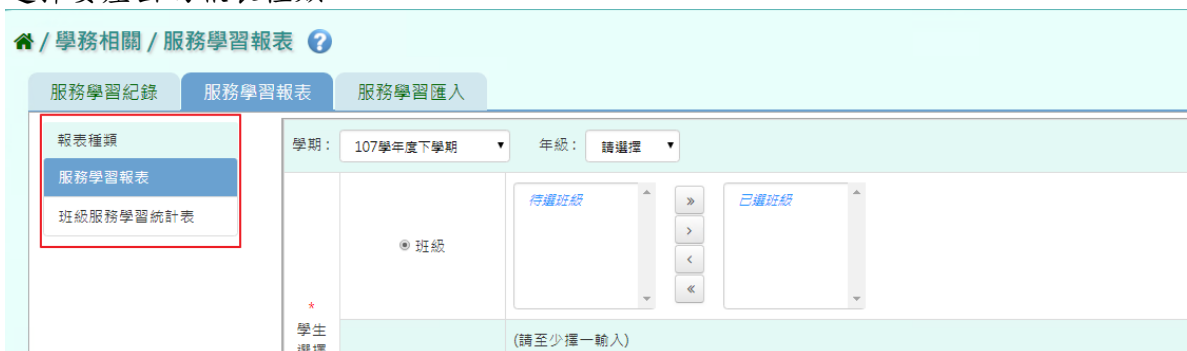 / 學務相關 / 服務學習報表 ?
服務學習紀錄 服務學習報表 服務學習匯入
報表種類
服務學習報表
班級服務學習統計表
學期： 107學年度下學期 年級： 請選擇
班級
待選班級 » > < « 已選班級
*
學生
(請至少擇一輸入)